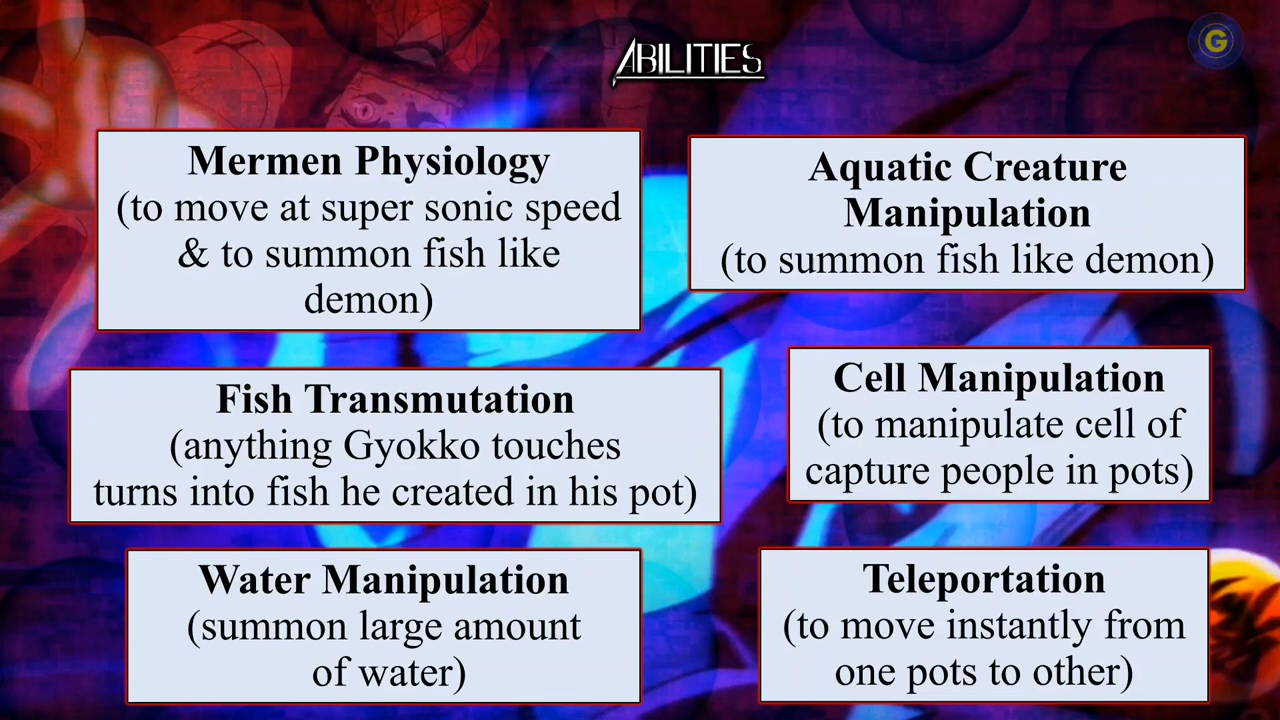 ABILITIES
G
Mermen Physiology
(to move at super sonic speed
& to summon fish like
demon)
Aquatic Creature
Manipulation
(to summon fish like demon)
Fish Transmutation
(anything Gyokko touches
turns into fish he created in his pot)
Cell Manipulation
(to manipulate cell of
capture people in pots)
Water Manipulation
(summon large amount
of water)
Teleportation
(to move instantly from
one pots to other)